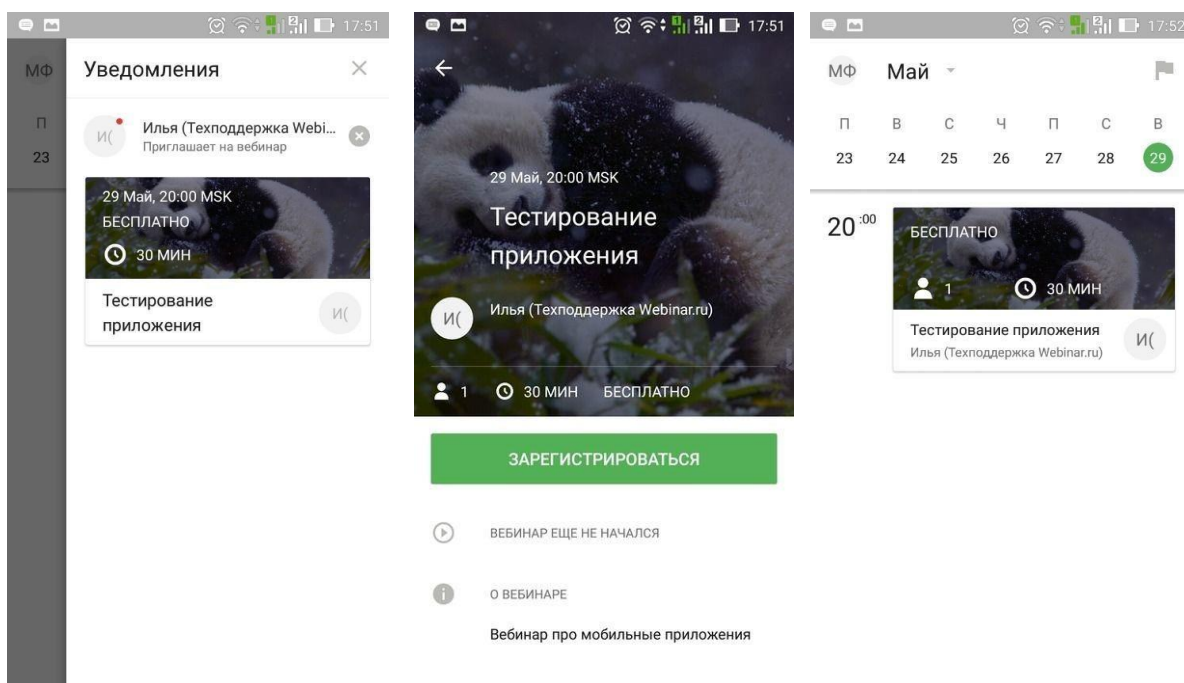 17:51
МФ
Уведомления
П
23
И(
Илья (Техподдержка Webi...
Приглашает на вебинар
29 Май, 20:00 MSK
БЕСПЛАТНО
30 МИН
Тестирование
приложения
И(
1 2 17:51
29 Май, 20:00 MSK
Тестирование
приложения
И(
Илья (Техподдержка Webinar.ru)
1 30 МИН БЕСПЛАТНО
ЗАРЕГИСТРИРОВАТЬСЯ
ВЕБИНАР ЕЩЕ НЕ НАЧАЛСЯ
О ВЕБИНАРЕ
Вебинар про мобильные приложения
17:52
МФ
Май
П В С Ч П С В
23 24 25 26 27 28 29
20:00
БЕСПЛАТНО
1 30 МИН
Тестирование приложения
Илья (Техподдержка Webinar.ru)
И(